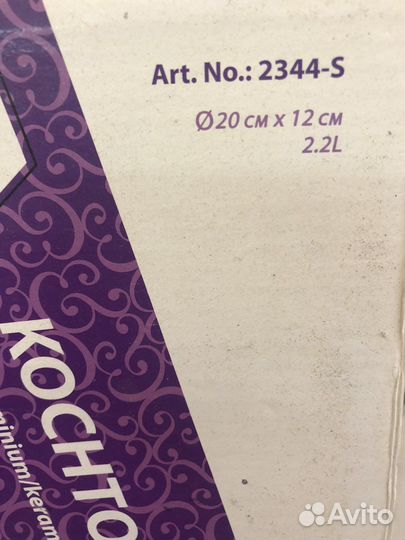 Art. No.: 2344-S
Ø20 см x 12 см
2.2L
KOCHTO
Avito